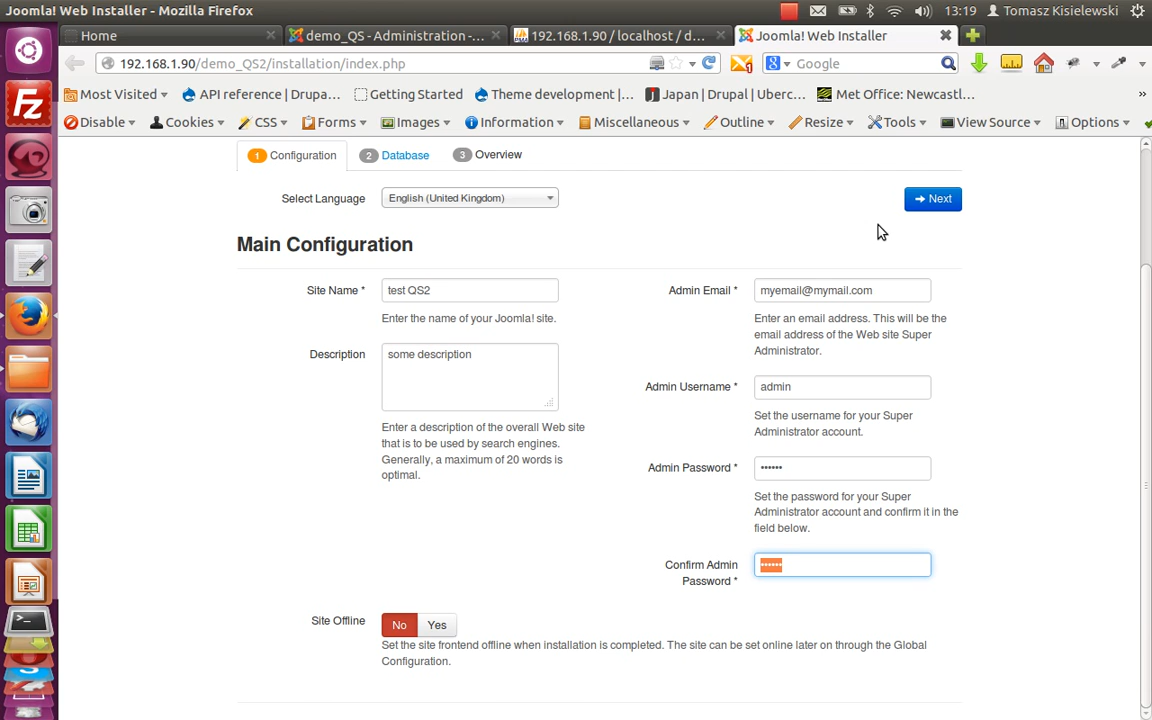 Joomla! Web Installer - Mozilla Firefox
13:19 Tomasz Kisielewski
Home
demo_QS - Administration -...
192.168.1.90 / localhost / d...
Joomla! Web Installer
192.168.1.90/demo_QS2/installation/index.php
Google
Most Visited
API reference | Drupa...
Getting Started
Theme development |...
Japan | Drupal | Uberc...
Met Office: Newcastl...
»
Disable
Cookies
CSS
Forms
Images
Information
Miscellaneous
Outline
Resize
Tools
View Source
Options
1 Configuration
2 Database
3 Overview
Select Language
English (United Kingdom)
Next
Main Configuration
Site Name *
test QS2
Enter the name of your Joomla! site.
Description
some description
Enter a description of the overall Web site
that is to be used by search engines.
Generally, a maximum of 20 words is
optimal.
Admin Email *
myemail@mymail.com
Enter an email address. This will be the
email address of the Web site Super
Administrator.
Admin Username *
admin
Set the username for your Super
Administrator account.
Admin Password *
••••••
Set the password for your Super
Administrator account and confirm it in the
field below.
Confirm Admin
Password *
••••••
Site Offline
No
Yes
Set the site frontend offline when installation is completed. The site can be set online later on through the Global
Configuration.